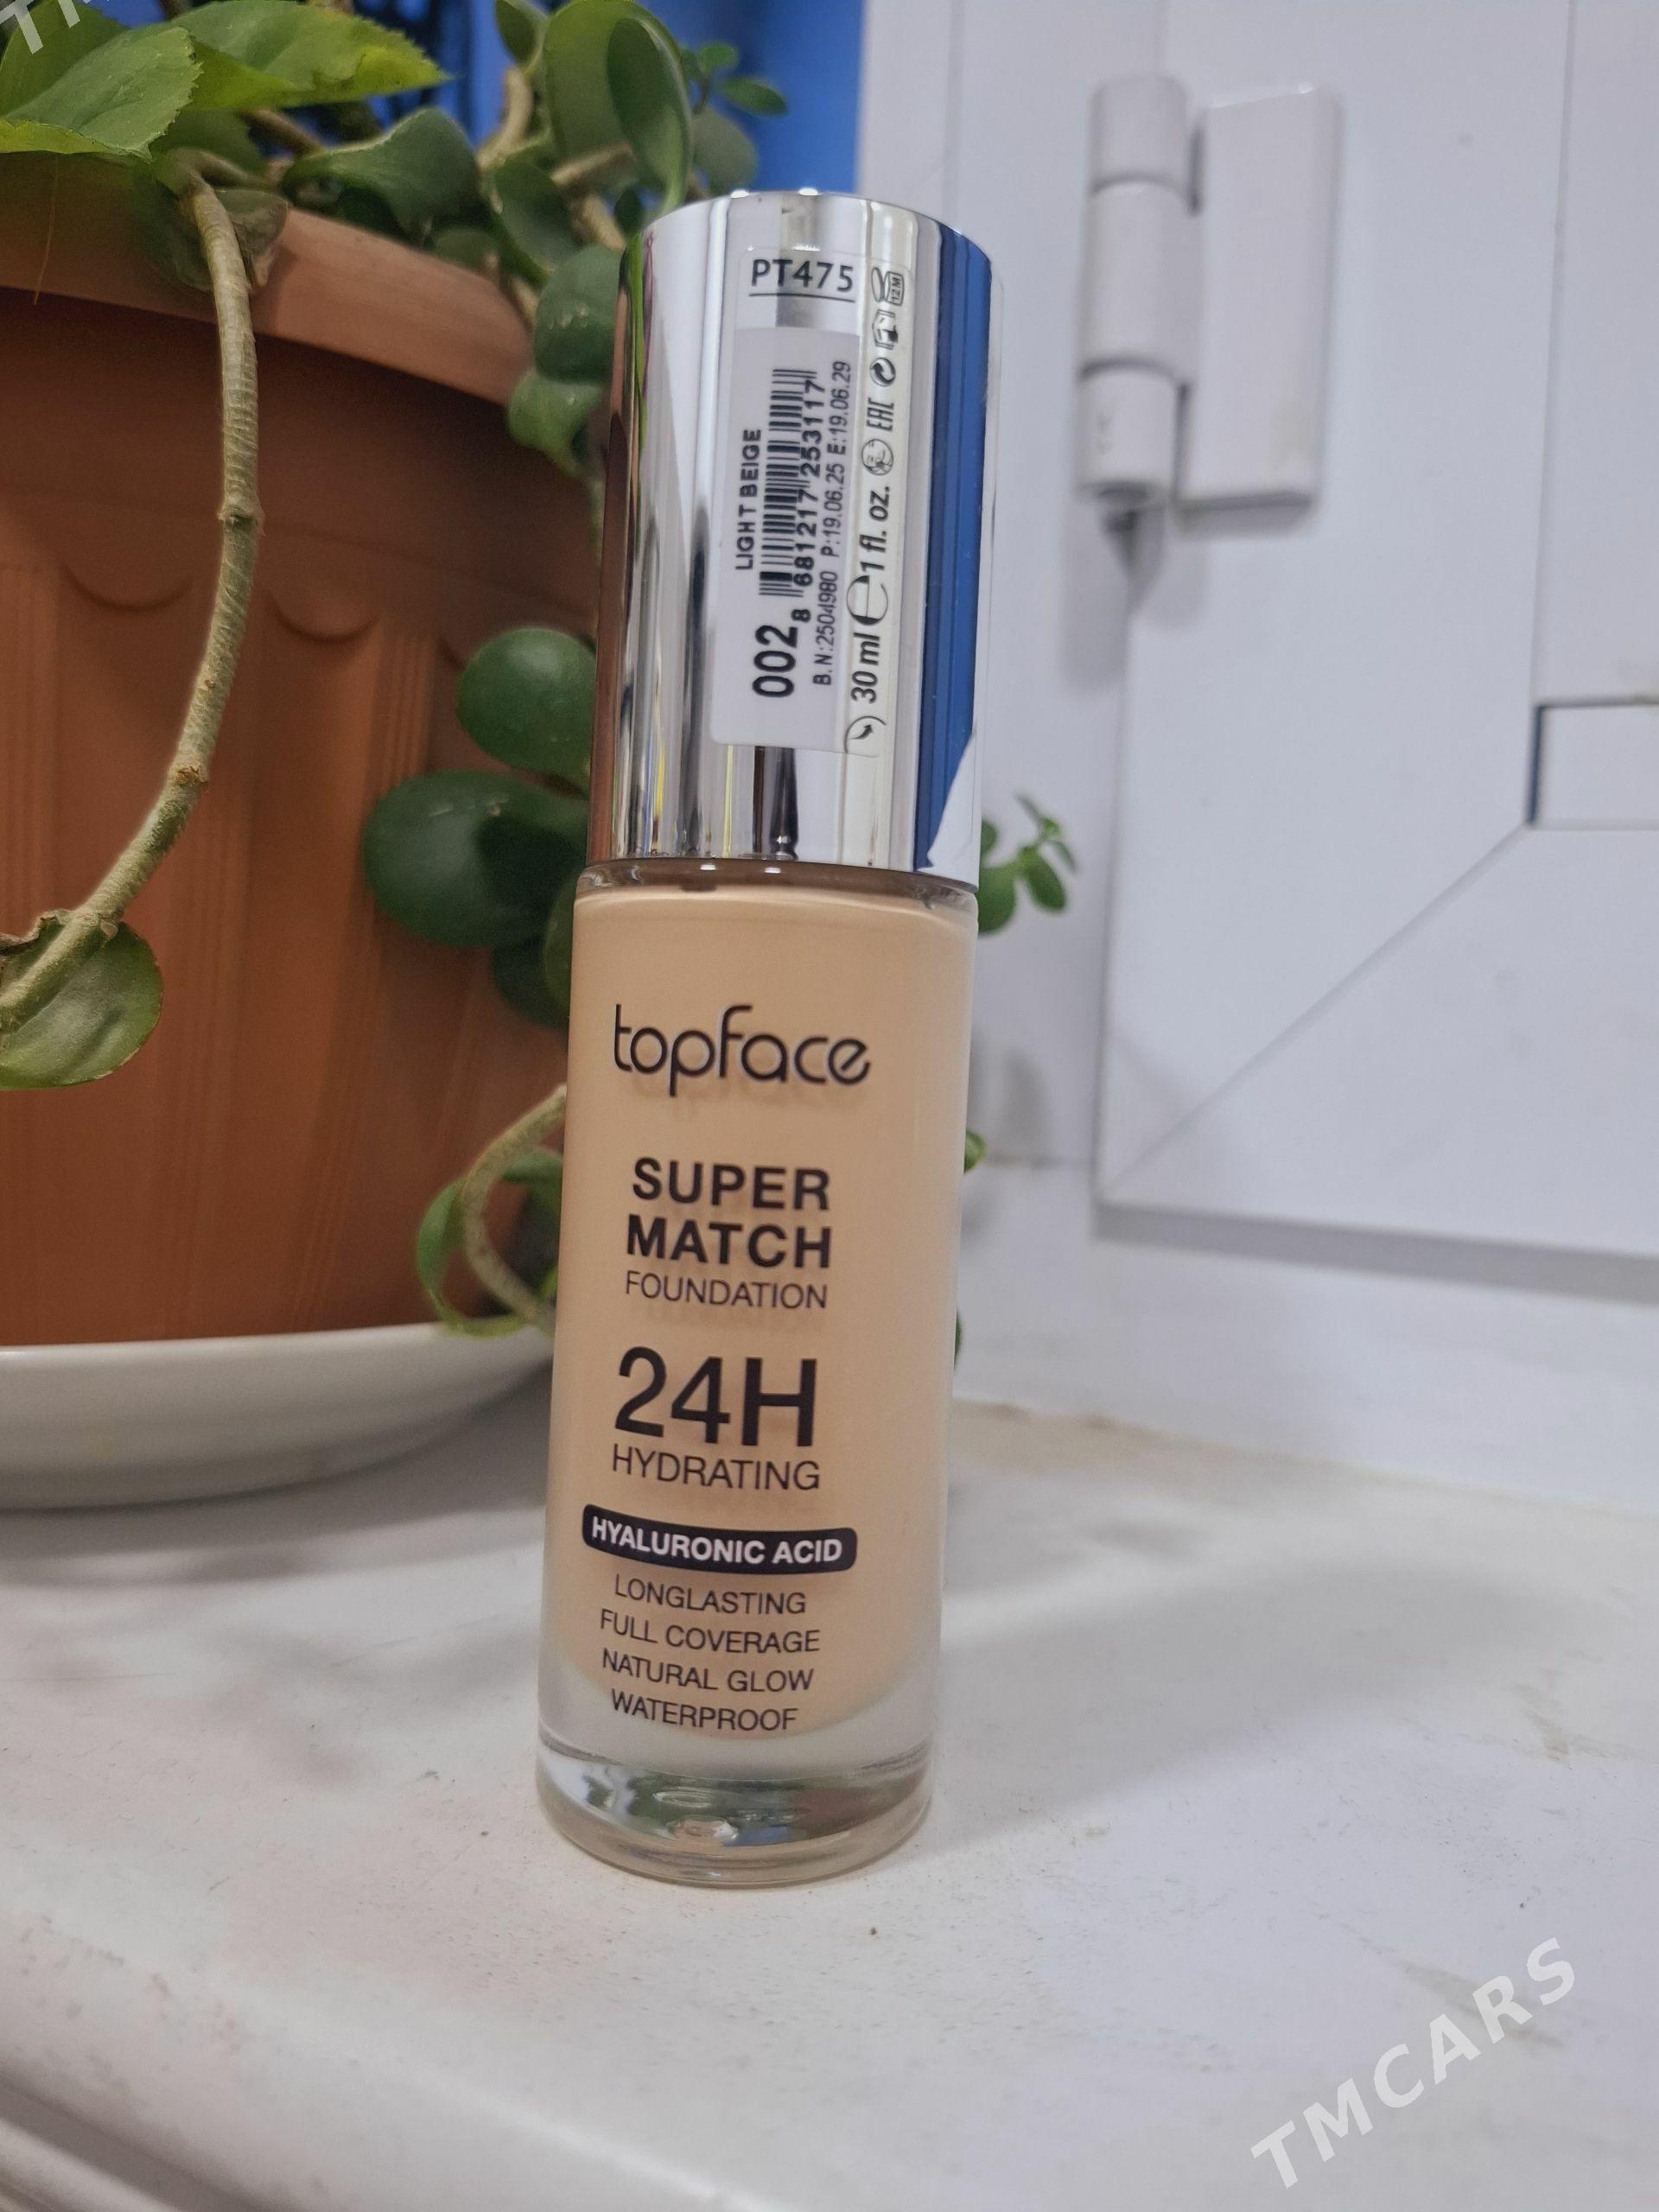 PT475
12M
LIGHT BEIGE
002
8 681217 253117
B.N:2504980 P:19.06.25 E:19.06.29
30 ml e 1 fl. oz. EAC
topface
SUPER
MATCH
FOUNDATION
24H
HYDRATING
HYALURONIC ACID
LONGLASTING
FULL COVERAGE
NATURAL GLOW
WATERPROOF
TMCARS